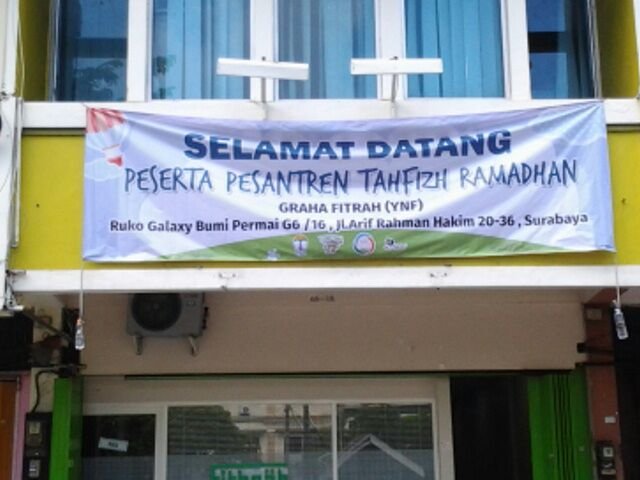 SELAMAT DATANG
PESERTA PESANTREN TAHFIZH RAMADHAN
GRAHA FITRAH (YNF)
Ruko Galaxy Bumi Permai G6 /16 , Jl.Arif Rahman Hakim 20-36 , Surabaya